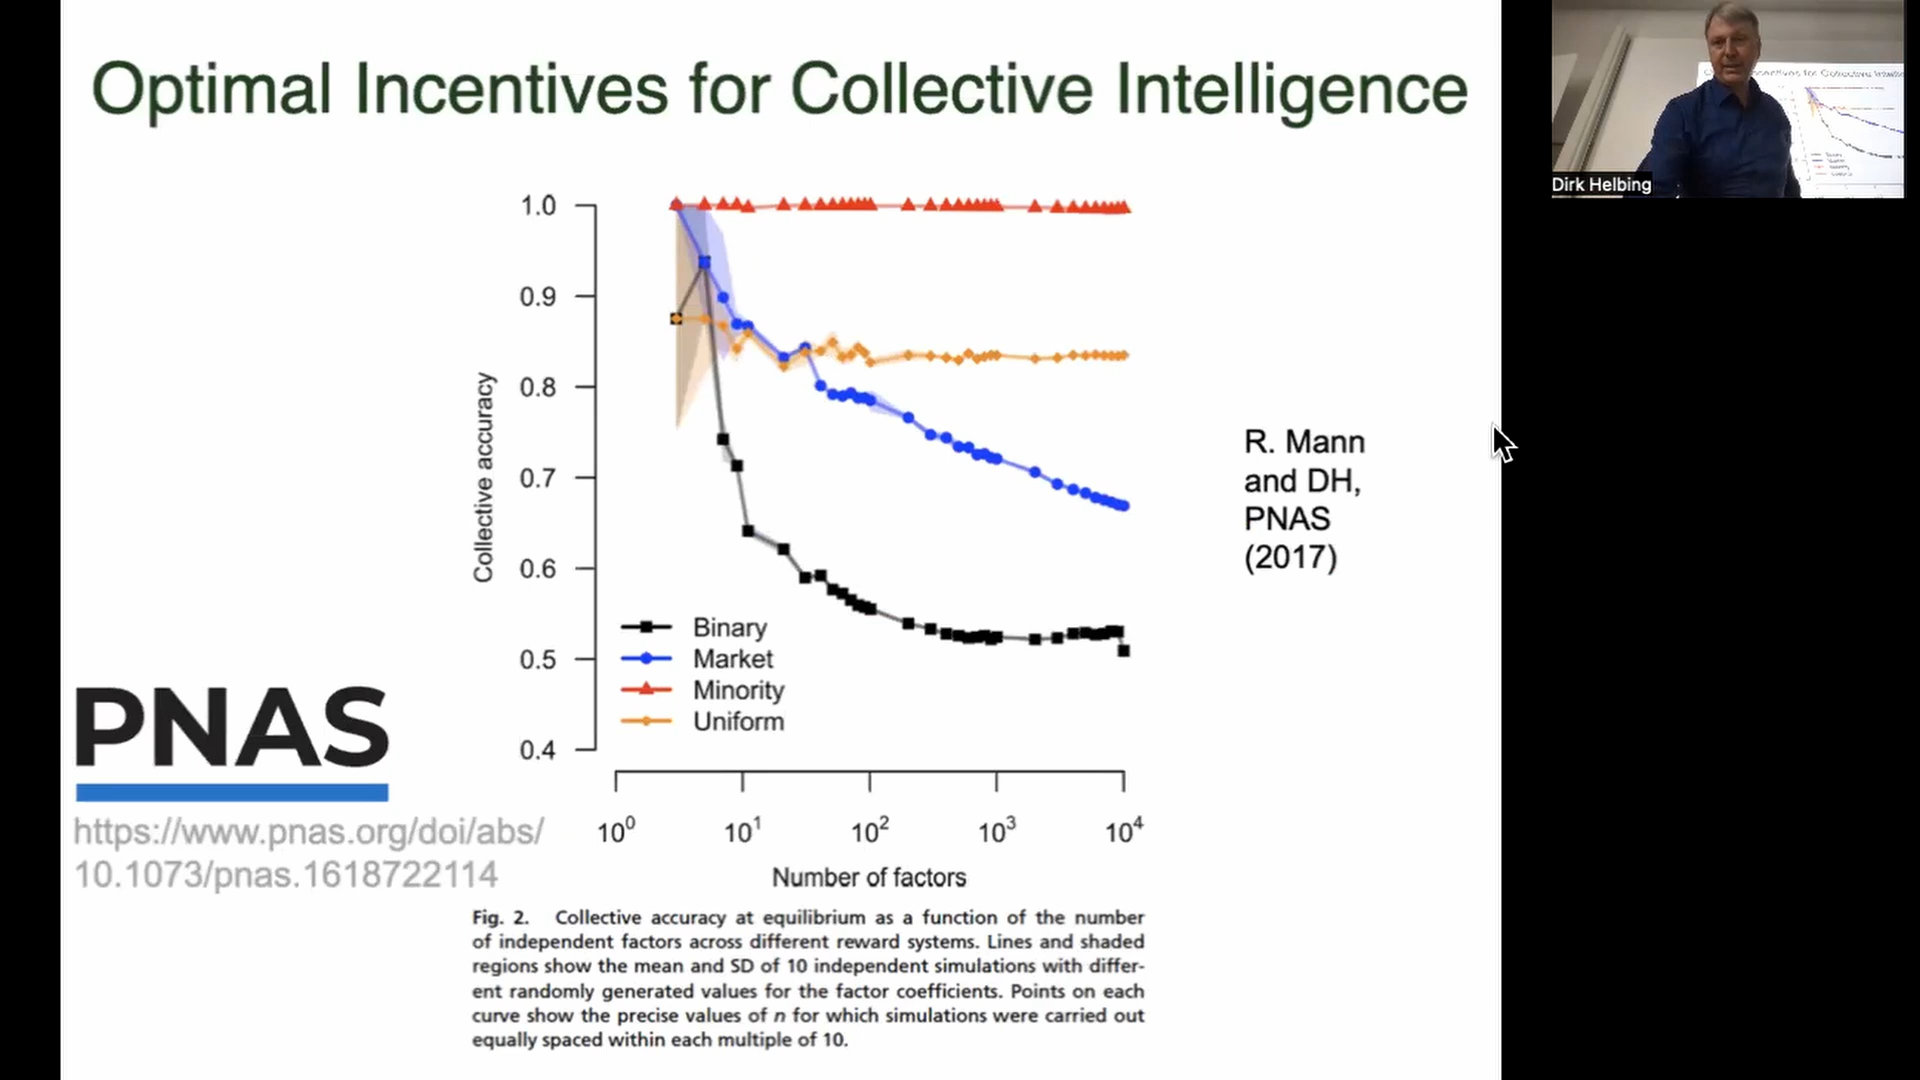 Optimal Incentives for Collective Intelligence
Dirk Helbing
1.0
0.9
0.8
0.7
0.6
0.5
0.4
Collective accuracy
Binary
Market
Minority
Uniform
10⁰ 10¹ 10² 10³ 10⁴
Number of factors
R. Mann
and DH,
PNAS
(2017)
PNAS
https://www.pnas.org/doi/abs/
10.1073/pnas.1618722114
Fig. 2. Collective accuracy at equilibrium as a function of the number
of independent factors across different reward systems. Lines and shaded
regions show the mean and SD of 10 independent simulations with differ-
ent randomly generated values for the factor coefficients. Points on each
curve show the precise values of n for which simulations were carried out
equally spaced within each multiple of 10.